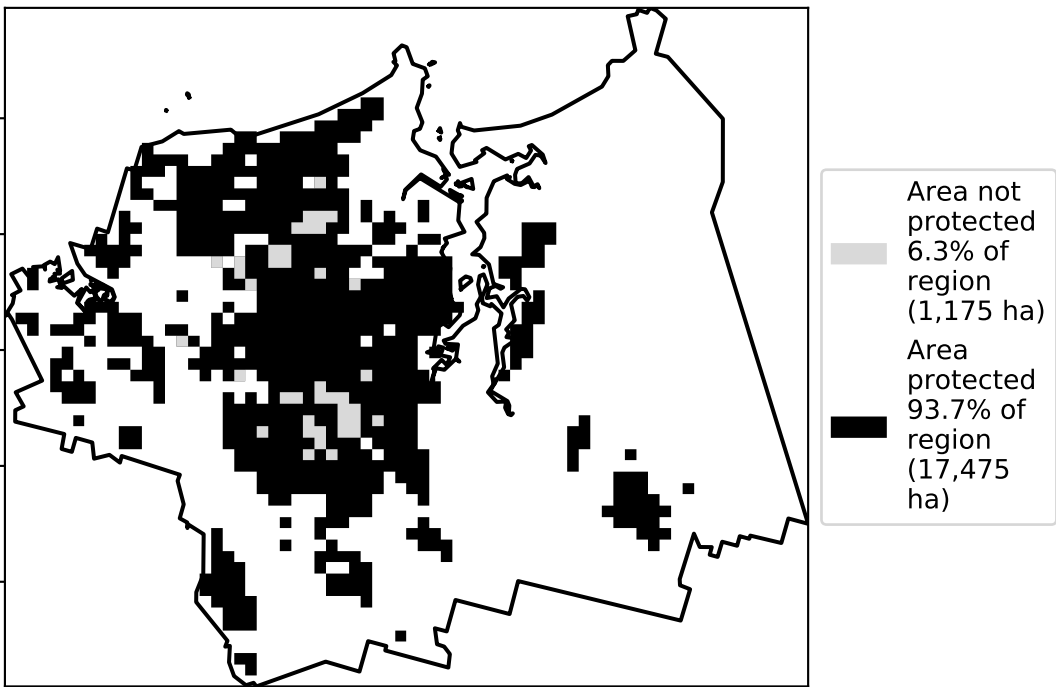 Area not
protected
6.3% of
region
(1,175 ha)
Area
protected
93.7% of
region
(17,475
ha)